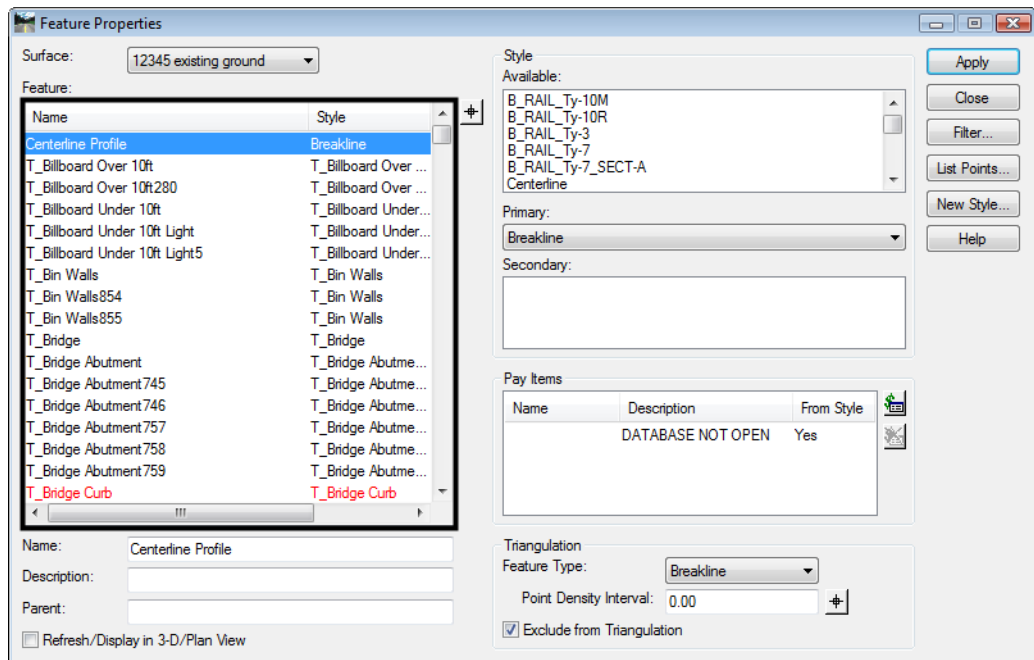 Feature Properties
Surface:
12345 existing ground
Feature:
Name Style
Centerline Profile Breakline
T_Billboard Over 10ft T_Billboard Over ...
T_Billboard Over 10ft280 T_Billboard Over ...
T_Billboard Under 10ft T_Billboard Under...
T_Billboard Under 10ft Light T_Billboard Under...
T_Billboard Under 10ft Light5 T_Billboard Under...
T_Bin Walls T_Bin Walls
T_Bin Walls854 T_Bin Walls
T_Bin Walls855 T_Bin Walls
T_Bridge T_Bridge
T_Bridge Abutment T_Bridge Abutme...
T_Bridge Abutment745 T_Bridge Abutme...
T_Bridge Abutment746 T_Bridge Abutme...
T_Bridge Abutment757 T_Bridge Abutme...
T_Bridge Abutment758 T_Bridge Abutme...
T_Bridge Abutment759 T_Bridge Abutme...
T_Bridge Curb T_Bridge Curb
Name: Centerline Profile
Description:
Parent:
Refresh/Display in 3-D/Plan View
Style
Available:
B_RAIL_Ty-10M
B_RAIL_Ty-10R
B_RAIL_Ty-3
B_RAIL_Ty-7
B_RAIL_Ty-7_SECT-A
Centerline
Primary:
Breakline
Secondary:
Pay Items
Name Description From Style
DATABASE NOT OPEN Yes
Triangulation
Feature Type: Breakline
Point Density Interval: 0.00
Exclude from Triangulation
Apply
Close
Filter...
List Points...
New Style...
Help